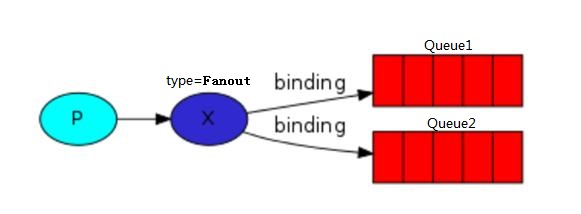 Queue1
type=Fanout
binding
P
X
binding
Queue2